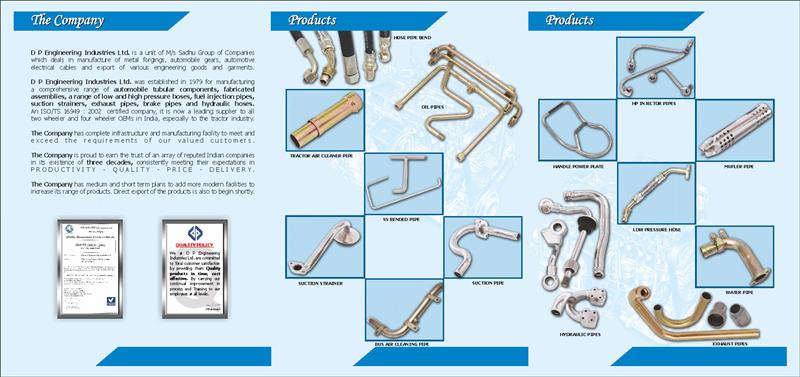 The Company
D P Engineering Industries Ltd. is a unit of M/s Sadhu Group of Companies
which deals in manufacture of metal forgings, automobile gears, automotive
electrical cables and export of various engineering goods and garments.
D P Engineering Industries Ltd. was established in 1979 for manufacturing
a comprehensive range of automobile tubular components, fabricated
assemblies, a range of low and high pressure hoses, fuel injection pipes,
suction strainers, exhaust pipes, brake pipes and hydraulic hoses.
An ISO/TS 16949 : 2002 certified company, it is now a leading supplier to all
two wheeler and four wheeler OEMs in India, especially to the tractor industry.
The Company has complete infrastructure and manufacturing facility to meet and
exceed the requirements of our valued customers.
The Company is proud to earn the trust of an array of reputed Indian companies
in its existence of three decades, consistently meeting their expectations in
PRODUCTIVITY - QUALITY - PRICE - DELIVERY.
The Company has medium and short term plans to add more modern facilities to
increase its range of products. Direct export of the products is also to begin shortly.
QUALITY POLICY
We at D P Engineering
Industries Ltd. are committed
to Total customer satisfaction
by providing them Quality
products in time, cost
effective. By carrying out
continual improvement in
process and Training to our
employees at all levels.
Products
HOSE PIPE BEND
OIL PIPES
TRACTOR AIR CLEANER PIPE
SS BENDED PIPE
SUCTION STRAINER
SUCTION PIPE
BUS AIR CLEANING PIPE
Products
HP INJECTOR PIPES
HANDLE POWER PLATE
MUFLER PIPE
LOW PRESSURE HOSE
WATER PIPE
HYDRAULIC PIPES
EXHAUST PIPES